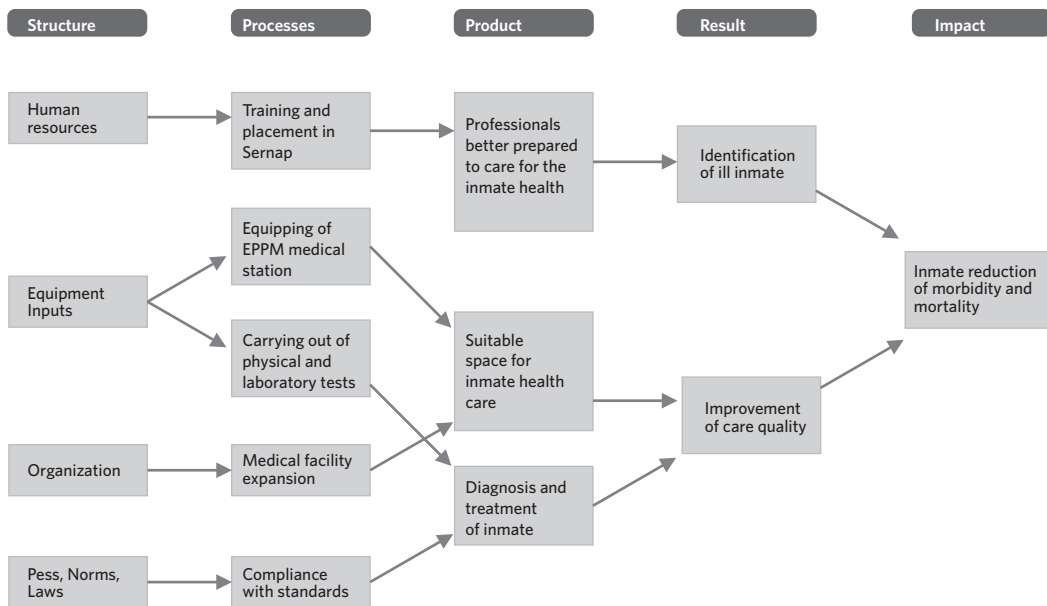 Structure
Processes
Product
Result
Impact
Human
resources
Training and
placement in
Sernap
Professionals
better prepared
to care for the
inmate health
Identification
of ill inmate
Equipment
Inputs
Equipping of
EPPM medical
station
Carrying out of
physical and
laboratory tests
Suitable
space for
inmate health
care
Improvement
of care quality
Inmate reduction
of morbidity and
mortality
Organization
Medical facility
expansion
Diagnosis and
treatment
of inmate
Pess, Norms,
Laws
Compliance
with standards